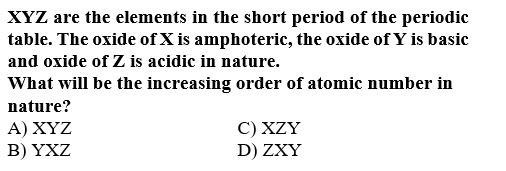 XYZ are the elements in the short period of the periodic
table. The oxide of X is amphoteric, the oxide of Y is basic
and oxide of Z is acidic in nature.
What will be the increasing order of atomic number in
nature?
A) XYZ C) XZY
B) YXZ D) ZXY